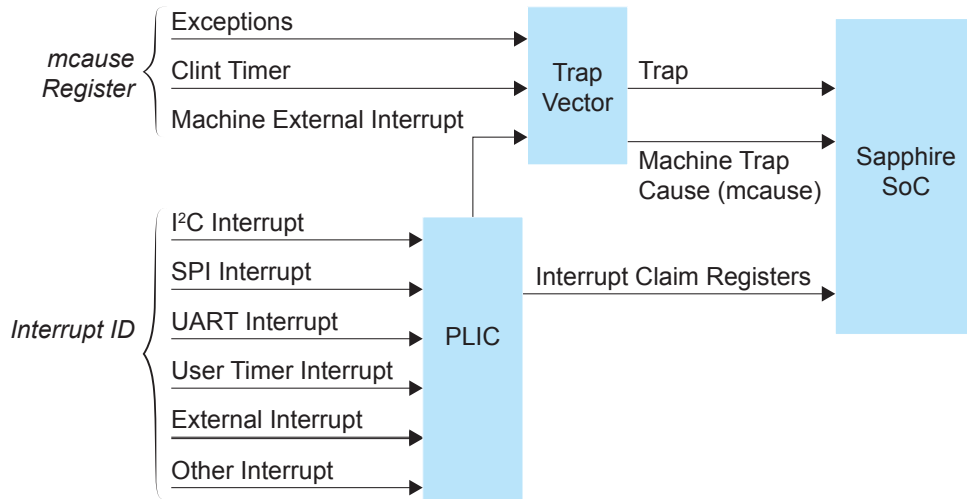 mcause
Register
Exceptions
Clint Timer
Machine External Interrupt
Trap
Vector
Trap
Machine Trap
Cause (mcause)
Sapphire
SoC
Interrupt ID
I²C Interrupt
SPI Interrupt
UART Interrupt
User Timer Interrupt
External Interrupt
Other Interrupt
PLIC
Interrupt Claim Registers